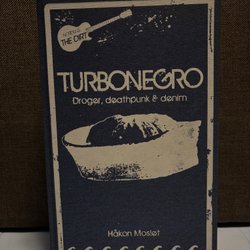 THE DIRT
TURBONEGRO
Droger, deathpunk & denim
Håkon Moslet